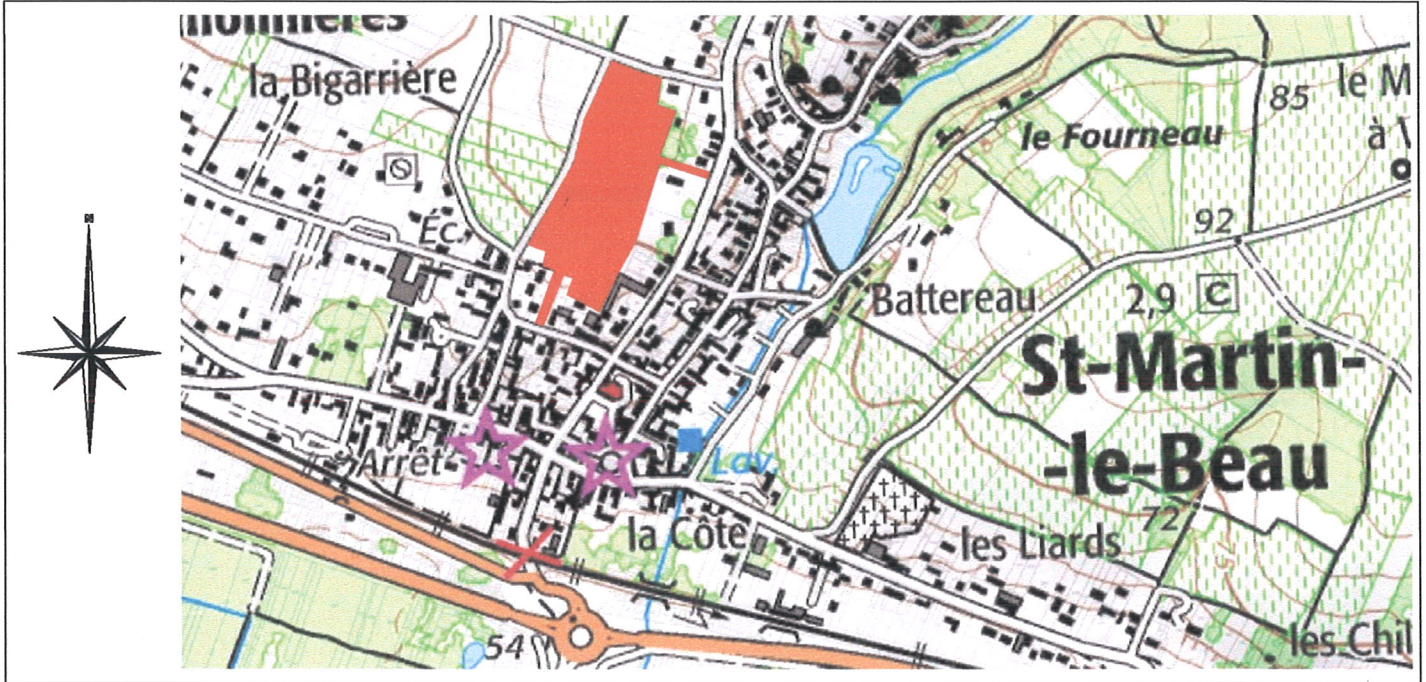 la Bigarrière
85
le M
le Fourneau
à
Éc.
92
Battereau
2,9
C
St-Martin-
-le-Beau
Arrêt
Lav.
la Côte
les Liards
72
75
54
les Chil